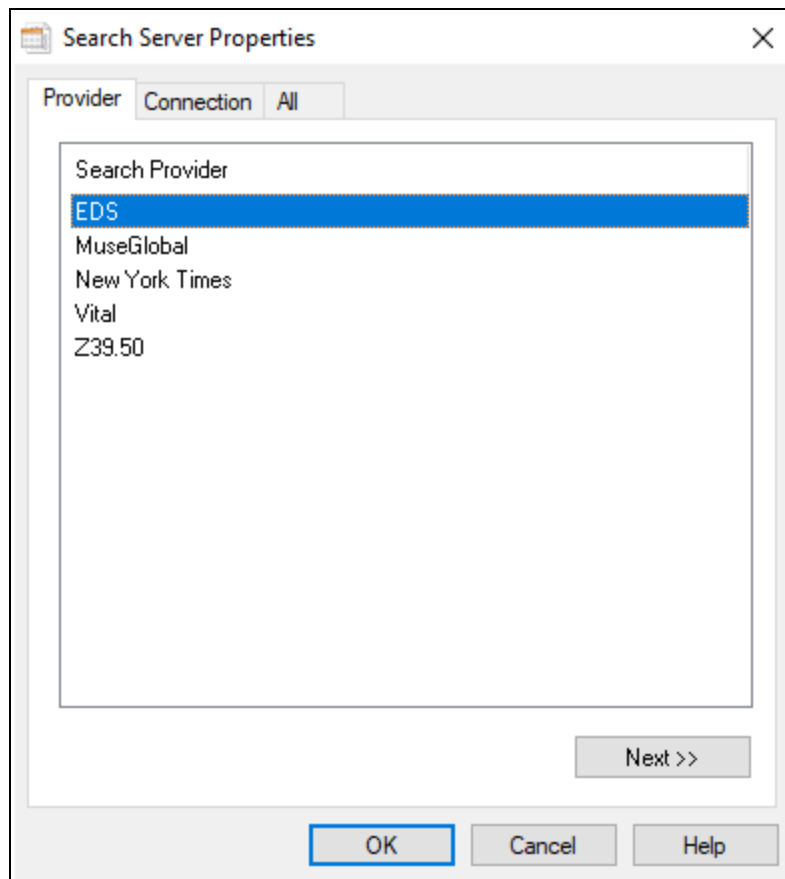 Search Server Properties
Provider Connection All
Search Provider
EDS
MuseGlobal
New York Times
Vital
Z39.50
Next >>
OK Cancel Help